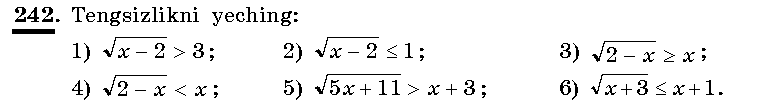 242. Tengsizlikni yeching:
1) √(x − 2) > 3; 2) √(x − 2) ≤ 1; 3) √(2 − x) ≥ x;
4) √(2 − x) < x; 5) √(5x + 11) > x + 3; 6) √(x + 3) ≤ x + 1.